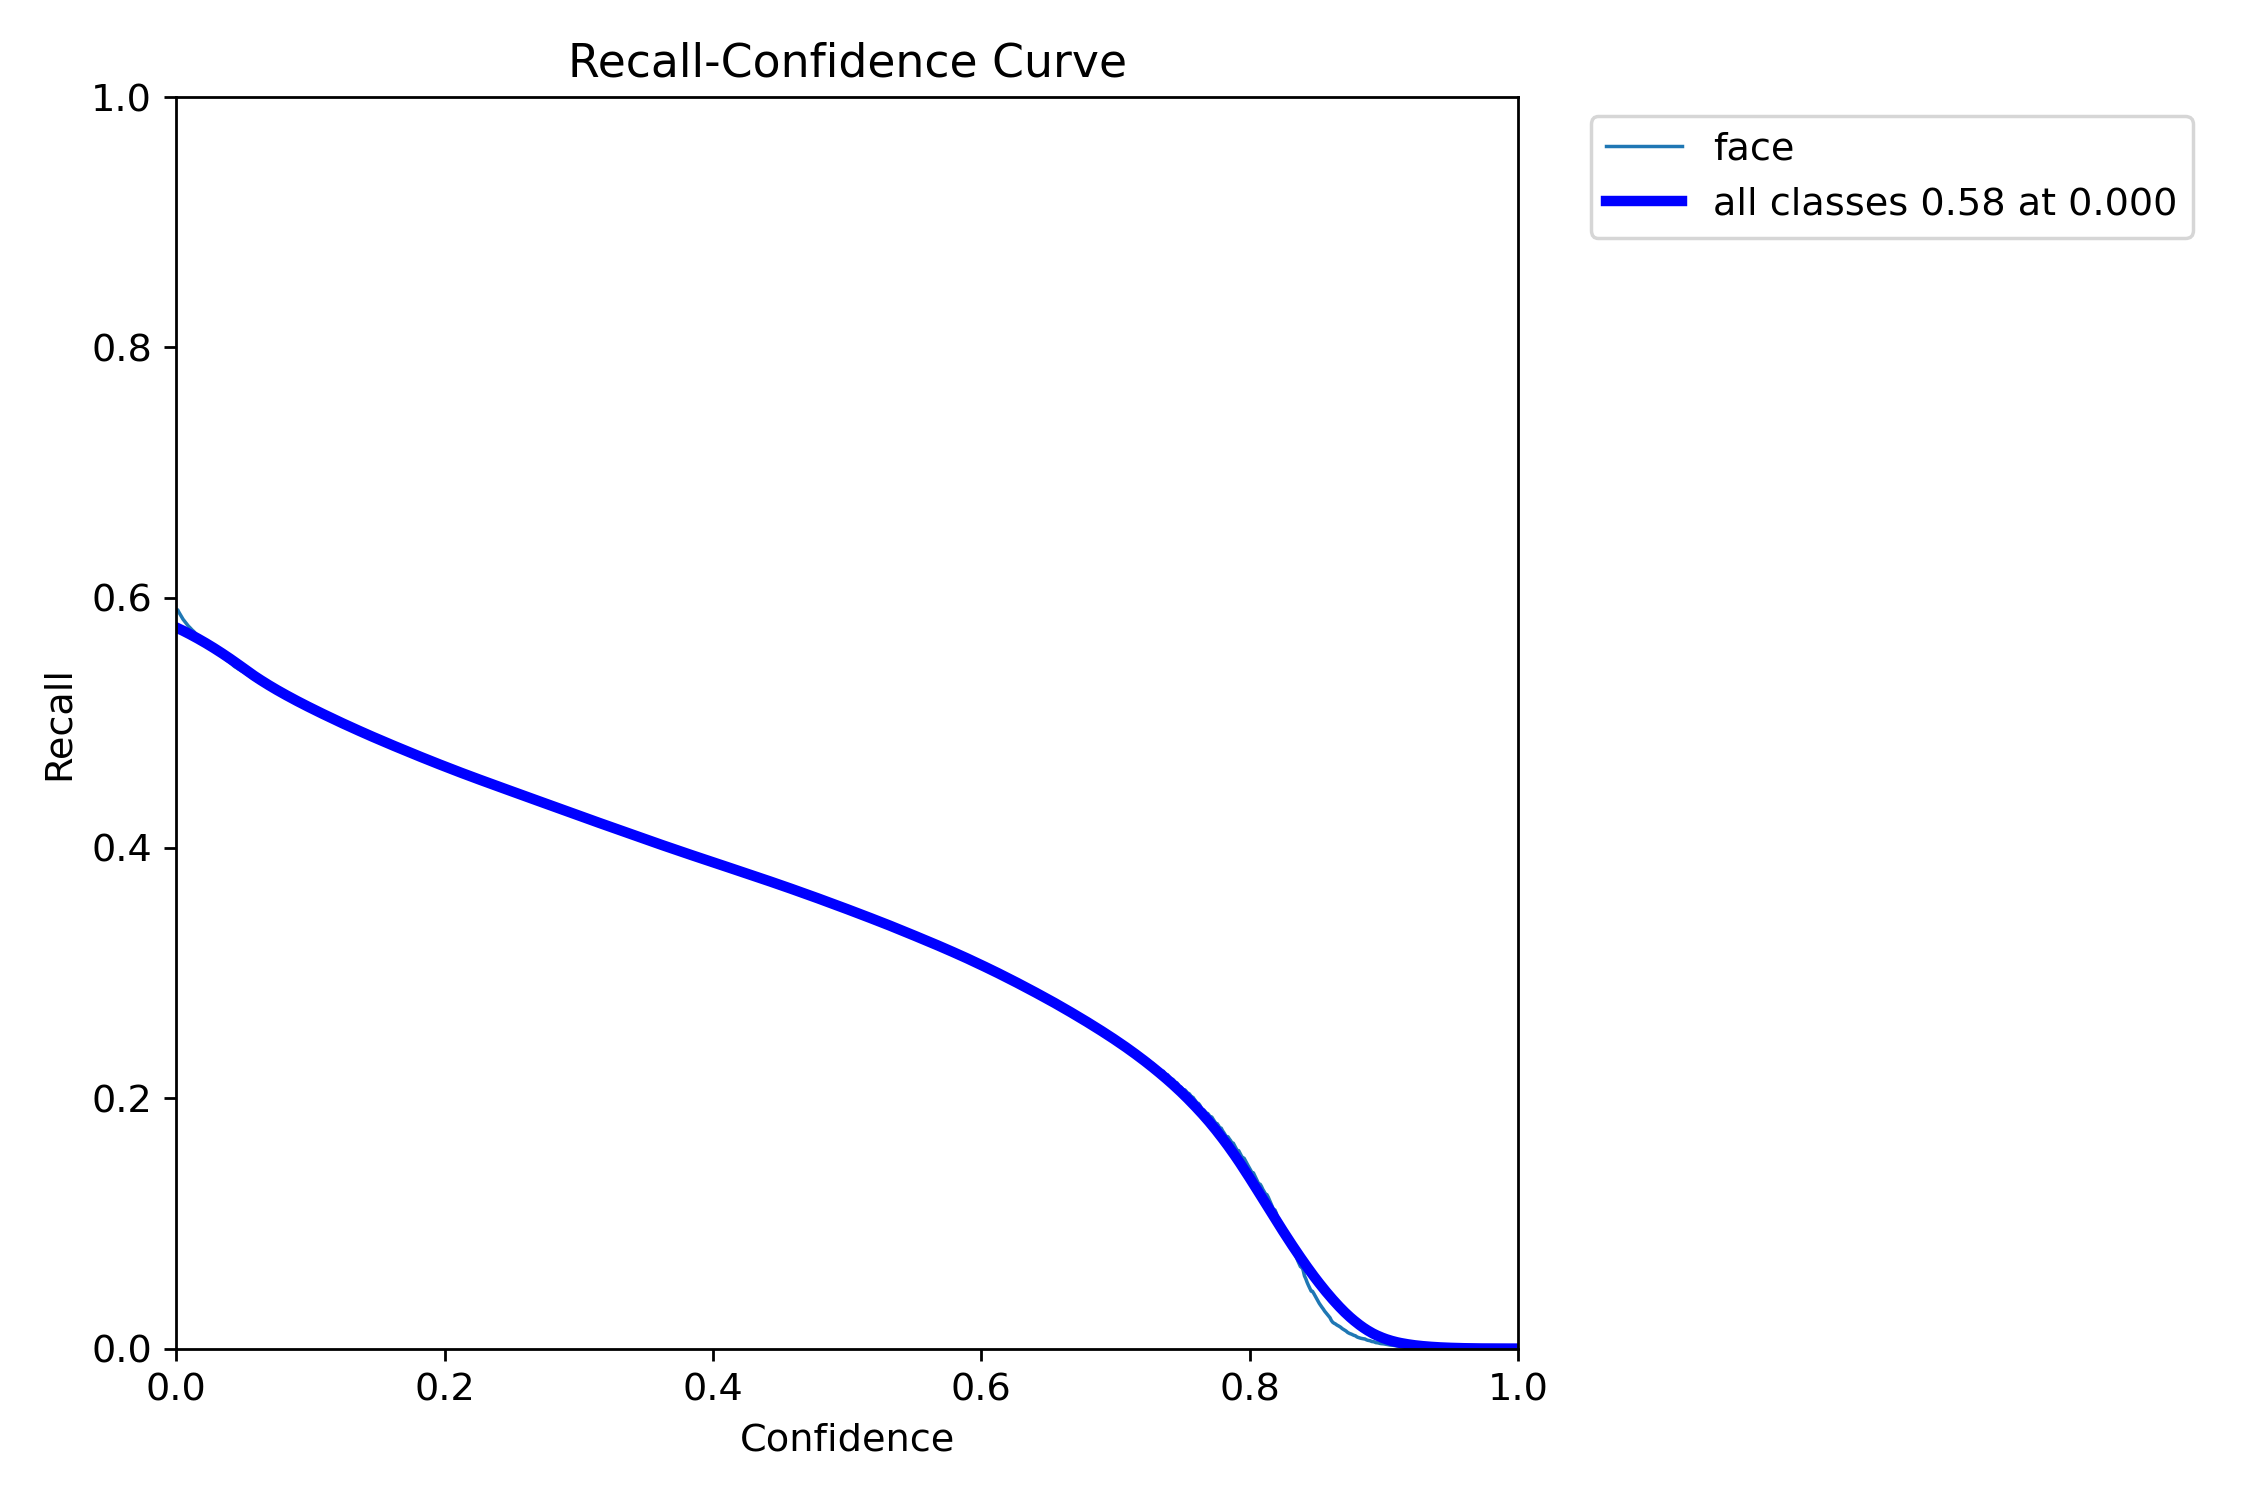 Recall-Confidence Curve
1.0
0.8
0.6
0.4
0.2
0.0
Recall
0.0 0.2 0.4 0.6 0.8 1.0
Confidence
face
all classes 0.58 at 0.000